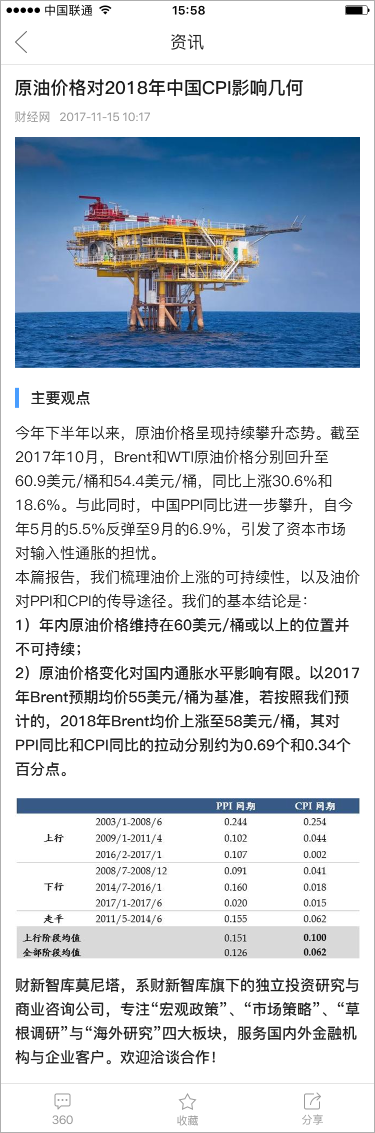 中国联通 15:58
资讯
原油价格对2018年中国CPI影响几何
财经网 2017-11-15 10:17
主要观点
今年下半年以来，原油价格呈现持续攀升态势。截至
2017年10月，Brent和WTI原油价格分别回升至
60.9美元/桶和54.4美元/桶，同比上涨30.6%和
18.6%。与此同时，中国PPI同比进一步攀升，自今
年5月的5.5%反弹至9月的6.9%，引发了资本市场
对输入性通胀的担忧。
本篇报告，我们梳理油价上涨的可持续性，以及油价
对PPI和CPI的传导途径。我们的基本结论是：
1）年内原油价格维持在60美元/桶或以上的位置并
不可持续；
2）原油价格变化对国内通胀水平影响有限。以2017
年Brent预期均价55美元/桶为基准，若按照我们预
计的，2018年Brent均价上涨至58美元/桶，其对
PPI同比和CPI同比的拉动分别约为0.69个和0.34个
百分点。
PPI 同期 CPI 同期
2003/1-2008/6 0.244 0.254
上行 2009/1-2011/4 0.102 0.044
2016/2-2017/1 0.107 0.002
2008/7-2008/12 0.091 0.041
下行 2014/7-2016/1 0.160 0.018
2017/1-2017/6 0.020 0.015
走平 2011/5-2014/6 0.155 0.062
上行阶段均值 0.151 0.100
全部阶段均值 0.126 0.062
财新智库莫尼塔，系财新智库旗下的独立投资研究与
商业咨询公司，专注“宏观政策”、“市场策略”、“草
根调研”与“海外研究”四大板块，服务国内外金融机
构与企业客户。欢迎洽谈合作！
360 收藏 分享